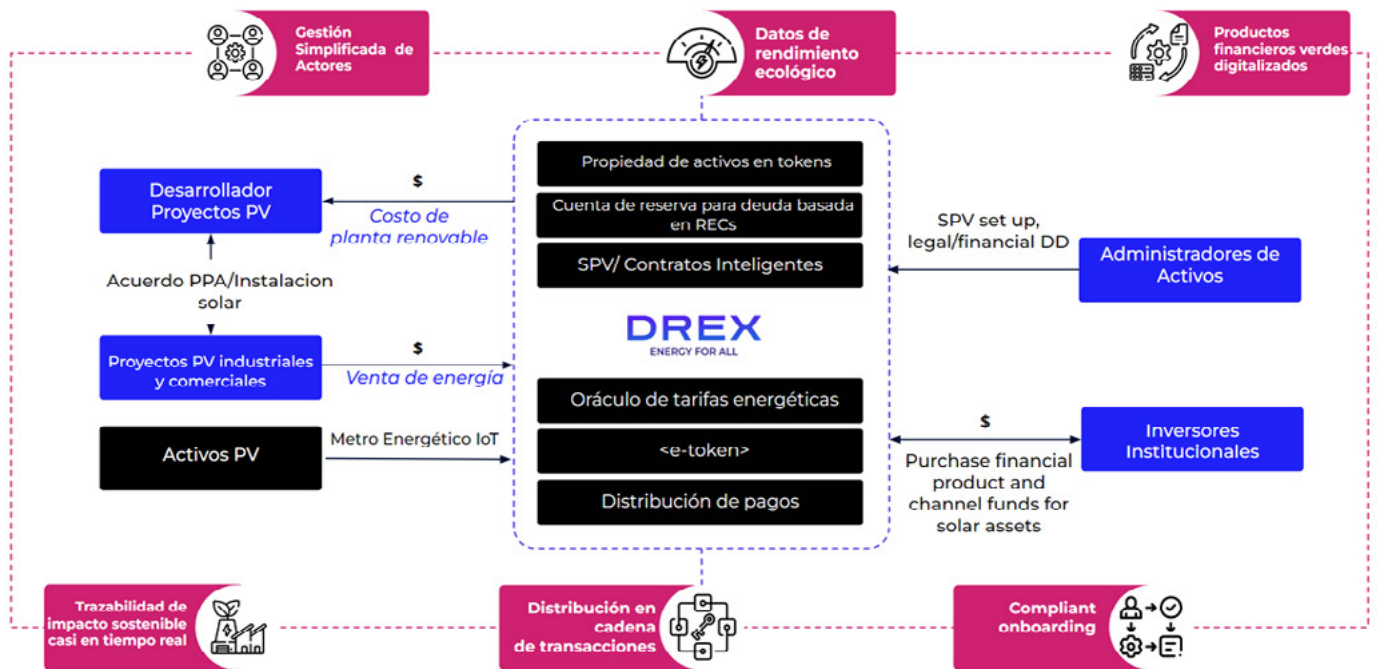 Gestión
Simplificada de
Actores
Datos de
rendimiento
ecológico
Productos
financieros verdes
digitalizados
Propiedad de activos en tokens
Cuenta de reserva para deuda basada
en RECs
SPV/ Contratos Inteligentes
DREX
ENERGY FOR ALL
Oráculo de tarifas energéticas
<e-token>
Distribución de pagos
Desarrollador
Proyectos PV
$
Costo de
planta renovable
Acuerdo PPA/Instalacion
solar
Proyectos PV industriales
y comerciales
$
Venta de energía
Activos PV
Metro Energético IoT
SPV set up,
legal/financial DD
Administradores de
Activos
$
Purchase financial
product and
channel funds for
solar assets
Inversores
Institucionales
Trazabilidad de
impacto sostenible
casi en tiempo real
Distribución en
cadena
de transacciones
Compliant
onboarding